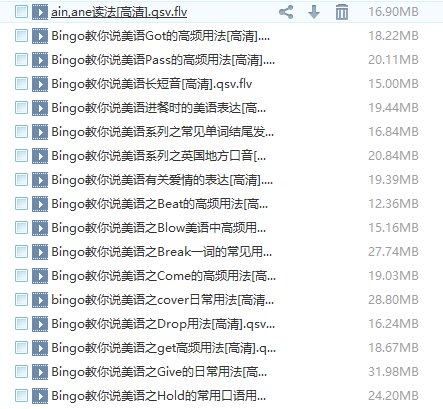 ain,ane读法[高清].qsv.flv 16.90MB
Bingo教你说美语Got的高频用法[高清].... 18.22MB
Bingo教你说美语Pass的高频用法[高清].... 20.11MB
Bingo教你说美语长短音[高清].qsv.flv 15.00MB
Bingo教你说美语进餐时的美语表达[高... 19.44MB
Bingo教你说美语系列之常见单词结尾发... 16.84MB
Bingo教你说美语系列之英国地方口音[... 20.84MB
Bingo教你说美语有关爱情的表达[高清].... 19.39MB
Bingo教你说美语之Beat的高频用法[高... 12.36MB
Bingo教你说美语之Blow美语中高频用... 15.16MB
Bingo教你说美语之Break一词的常见用... 27.74MB
Bingo教你说美语之Come的高频用法[高... 19.03MB
bingo教你说美语之cover日常用法[高清... 28.80MB
Bingo教你说美语之Drop用法[高清].qsv... 16.24MB
Bingo教你说美语之get高频用法[高清].q... 18.67MB
Bingo教你说美语之Give的日常用法[高... 31.98MB
Bingo教你说美语之Hold的常用口语用... 24.20MB